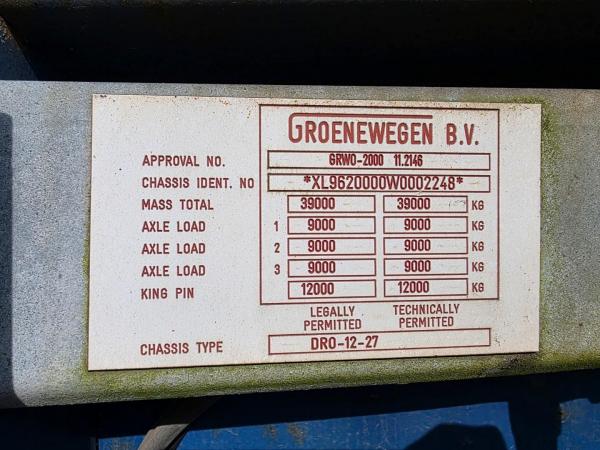 GROENEWEGEN B.V.
APPROVAL NO. GRWO-2000 11.2146
CHASSIS IDENT. NO *XL9620000W0002248*
MASS TOTAL 39000 39000 KG
AXLE LOAD 1 9000 9000 KG
AXLE LOAD 2 9000 9000 KG
AXLE LOAD 3 9000 9000 KG
KING PIN 12000 12000 KG
LEGALLY PERMITTED TECHNICALLY PERMITTED
CHASSIS TYPE DRO-12-27